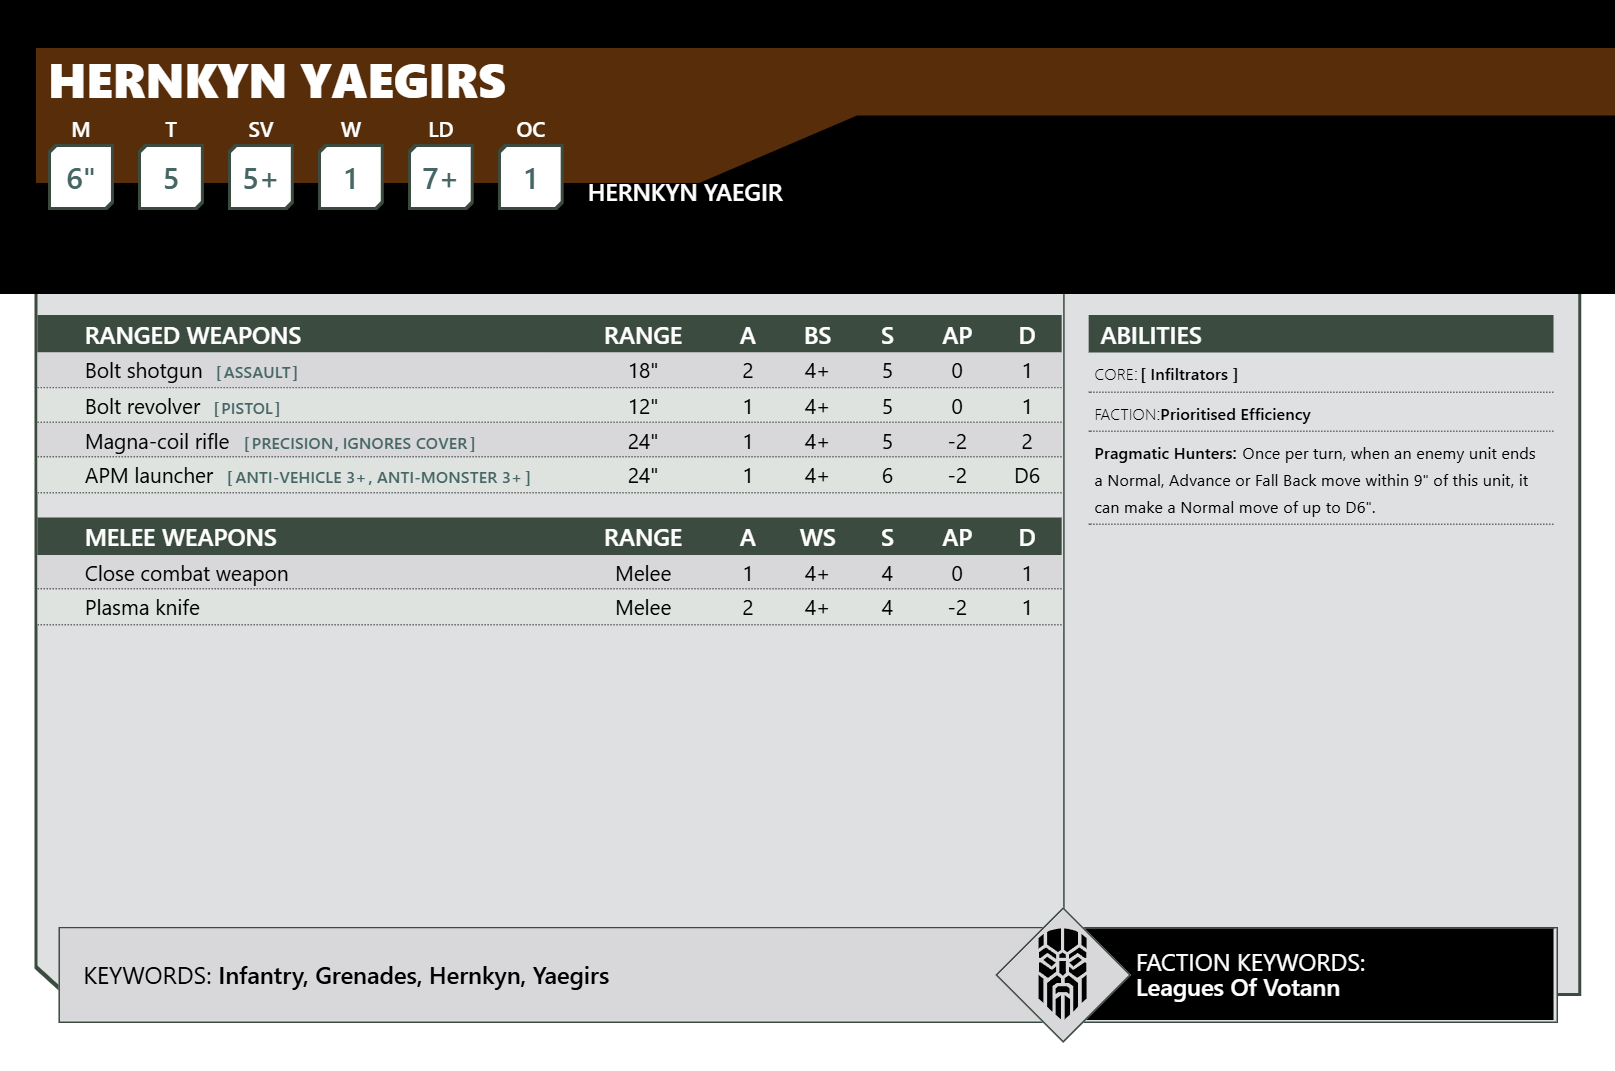 HERNKYN YAEGIRS
M T SV W LD OC
6" 5 5+ 1 7+ 1 HERNKYN YAEGIR
RANGED WEAPONS RANGE A BS S AP D
Bolt shotgun [ASSAULT] 18" 2 4+ 5 0 1
Bolt revolver [PISTOL] 12" 1 4+ 5 0 1
Magna-coil rifle [PRECISION, IGNORES COVER] 24" 1 4+ 5 -2 2
APM launcher [ANTI-VEHICLE 3+, ANTI-MONSTER 3+] 24" 1 4+ 6 -2 D6
MELEE WEAPONS RANGE A WS S AP D
Close combat weapon Melee 1 4+ 4 0 1
Plasma knife Melee 2 4+ 4 -2 1
ABILITIES
CORE: [ Infiltrators ]
FACTION:Prioritised Efficiency
Pragmatic Hunters: Once per turn, when an enemy unit ends
a Normal, Advance or Fall Back move within 9" of this unit, it
can make a Normal move of up to D6".
KEYWORDS: Infantry, Grenades, Hernkyn, Yaegirs
FACTION KEYWORDS:
Leagues Of Votann